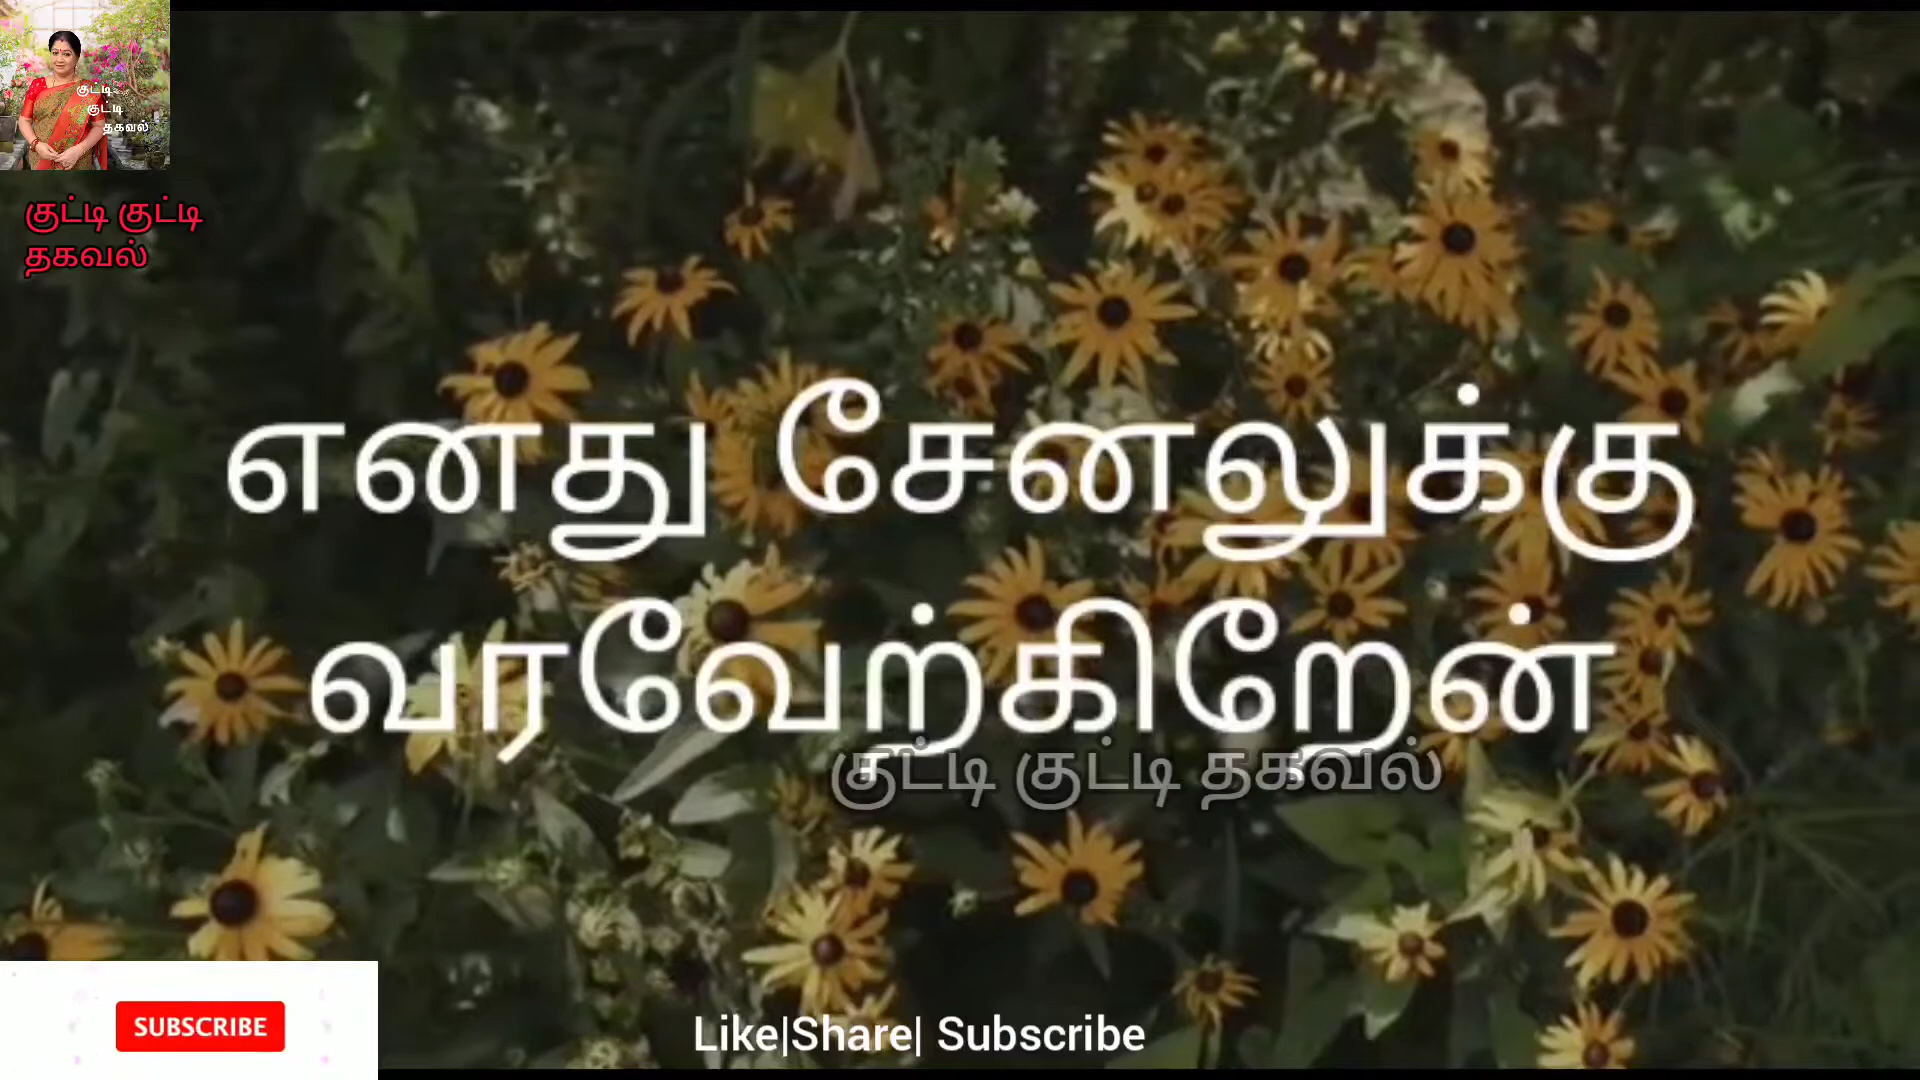 குட்டி
குட்டி
தகவல்
குட்டி குட்டி
தகவல்
எனது சேனலுக்கு
வரவேற்கிறேன்
குட்டி குட்டி தகவல்
SUBSCRIBE
Like|Share| Subscribe